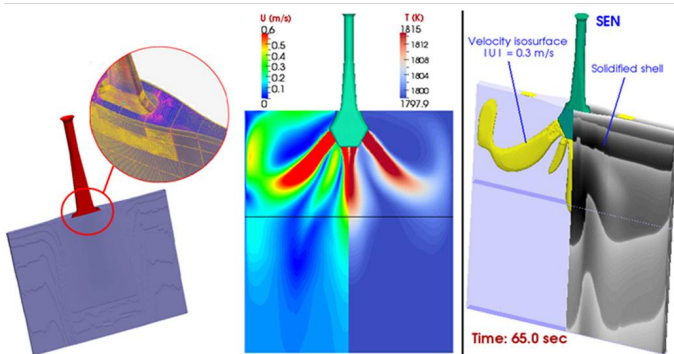 U (m/s)
0.6
0.5
0.4
0.3
0.2
0.1
0
T (K)
1815
1812
1808
1804
1800
1797.9
SEN
Velocity isosurface
|U| = 0.3 m/s
Solidified shell
Time: 65.0 sec